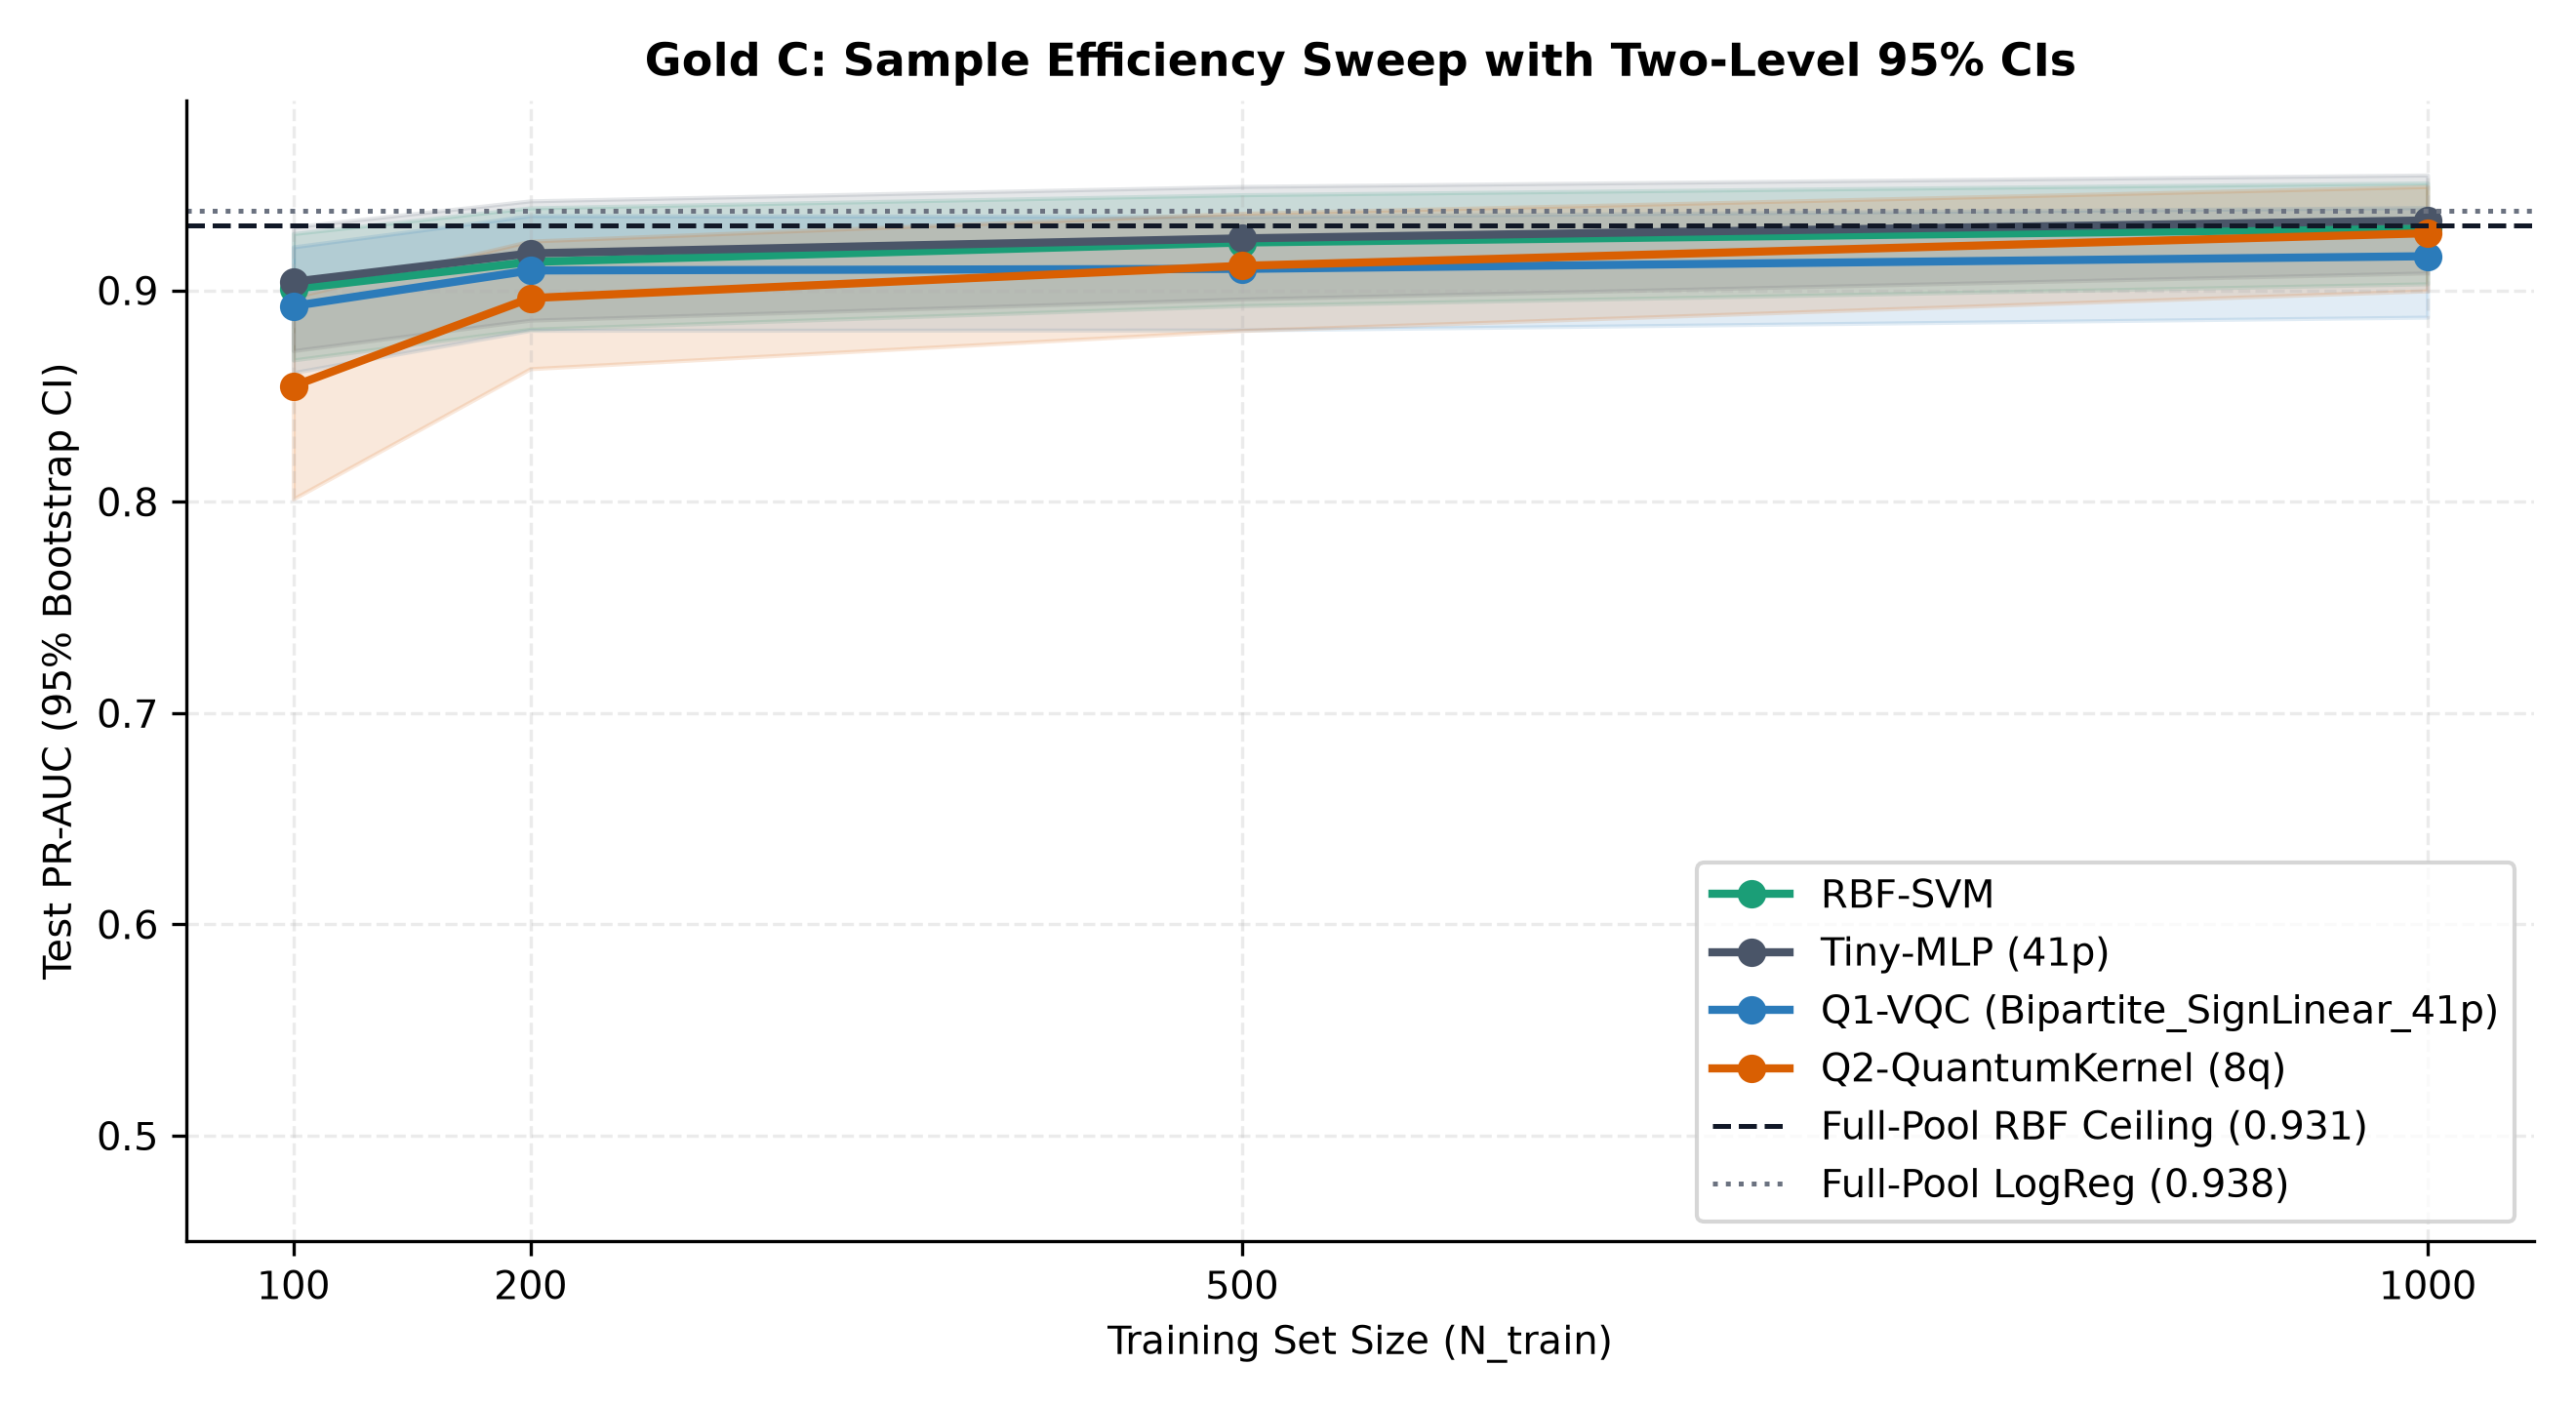 Gold C: Sample Efficiency Sweep with Two-Level 95% CIs
Test PR-AUC (95% Bootstrap CI)
0.9
0.8
0.7
0.6
0.5
RBF-SVM
Tiny-MLP (41p)
Q1-VQC (Bipartite_SignLinear_41p)
Q2-QuantumKernel (8q)
Full-Pool RBF Ceiling (0.931)
Full-Pool LogReg (0.938)
100
200
500
1000
Training Set Size (N_train)